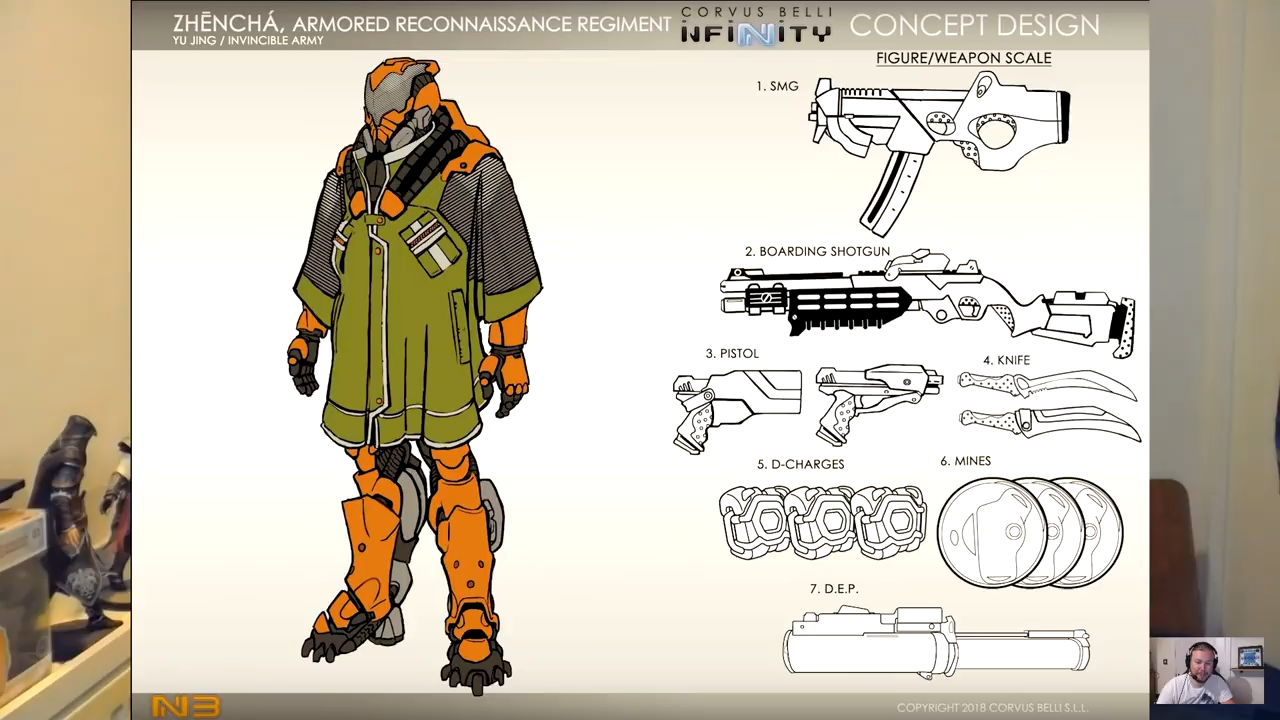 ZHĒNCHÁ, ARMORED RECONNAISSANCE REGIMENT
YU JING / INVINCIBLE ARMY
CORVUS BELLI
INFINITY
CONCEPT DESIGN
FIGURE/WEAPON SCALE
1. SMG
2. BOARDING SHOTGUN
3. PISTOL
4. KNIFE
5. D-CHARGES
6. MINES
7. D.E.P.
N3
COPYRIGHT 2018 CORVUS BELLI S.L.L.